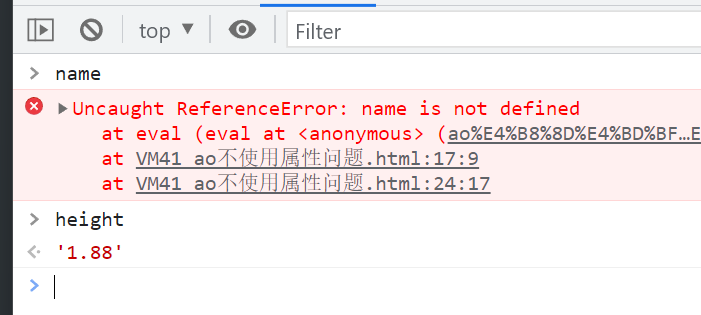 top
Filter
name
Uncaught ReferenceError: name is not defined
at eval (eval at <anonymous> (ao%E4%B8%8D%E4%BD%BF…E
at VM41 ao不使用属性问题.html:17:9
at VM41 ao不使用属性问题.html:24:17
height
'1.88'